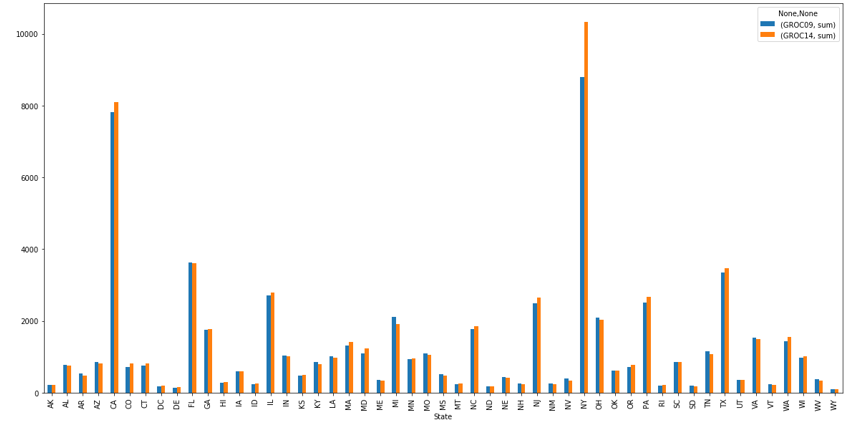 None,None
(GROC09, sum)
(GROC14, sum)
10000
8000
6000
4000
2000
0
AK AL AR AZ CA CO CT DC DE FL GA HI IA ID IL IN KS KY LA MA MD ME MI MN MO MS MT NC ND NE NH NJ NM NV NY OH OK OR PA RI SC SD TN TX UT VA VT WA WI WV WY
State